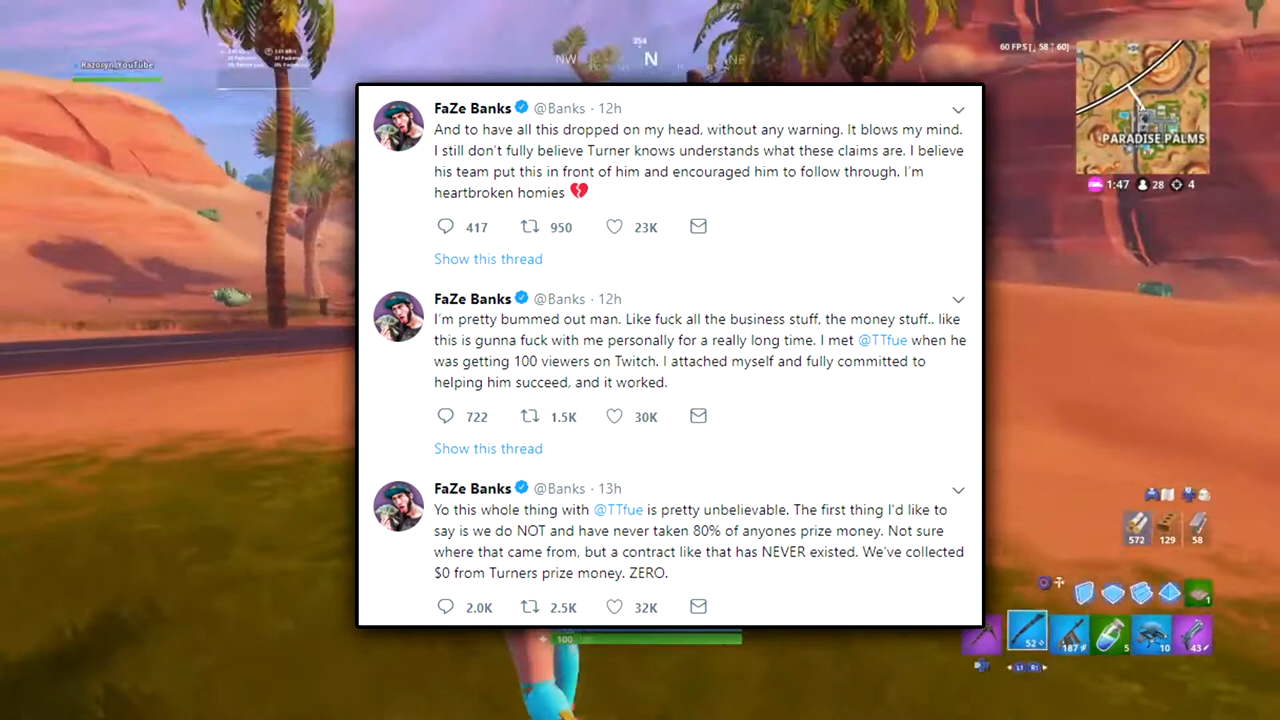 Razoryn YouTube
354
NW
N
NE
60 FPS [↓ 58 ↑ 60]
PARADISE PALMS
1:47 28 4
FaZe Banks @Banks · 12h
And to have all this dropped on my head, without any warning. It blows my mind.
I still don't fully believe Turner knows understands what these claims are. I believe
his team put this in front of him and encouraged him to follow through. I'm
heartbroken homies 💔
417 950 23K
Show this thread
FaZe Banks @Banks · 12h
I'm pretty bummed out man. Like fuck all the business stuff, the money stuff.. like
this is gunna fuck with me personally for a really long time. I met @TTfue when he
was getting 100 viewers on Twitch. I attached myself and fully committed to
helping him succeed, and it worked.
722 1.5K 30K
Show this thread
FaZe Banks @Banks · 13h
Yo this whole thing with @TTfue is pretty unbelievable. The first thing I'd like to
say is we do NOT and have never taken 80% of anyones prize money. Not sure
where that came from, but a contract like that has NEVER existed. We've collected
$0 from Turners prize money. ZERO.
2.0K 2.5K 32K
572 129 58
1
52 187 5 10 43
L1 R1
+ 100